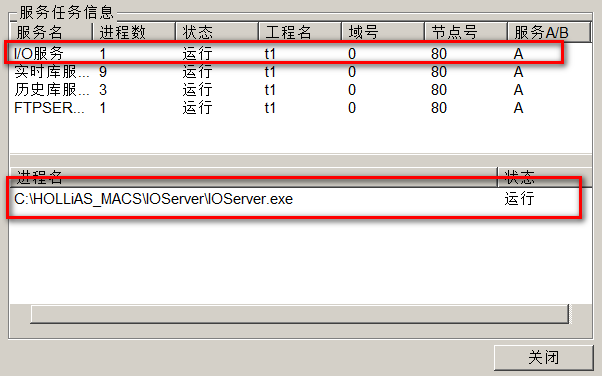 服务任务信息
服务名 进程数 状态 工程名 域号 节点号 服务A/B
I/O服务 1 运行 t1 0 80 A
实时库服... 9 运行 t1 0 80 A
历史库服... 3 运行 t1 0 80 A
FTPSER... 1 运行 t1 0 80 A
进程名 状态
C:\HOLLiAS_MACS\IOServer\IOServer.exe 运行
关闭